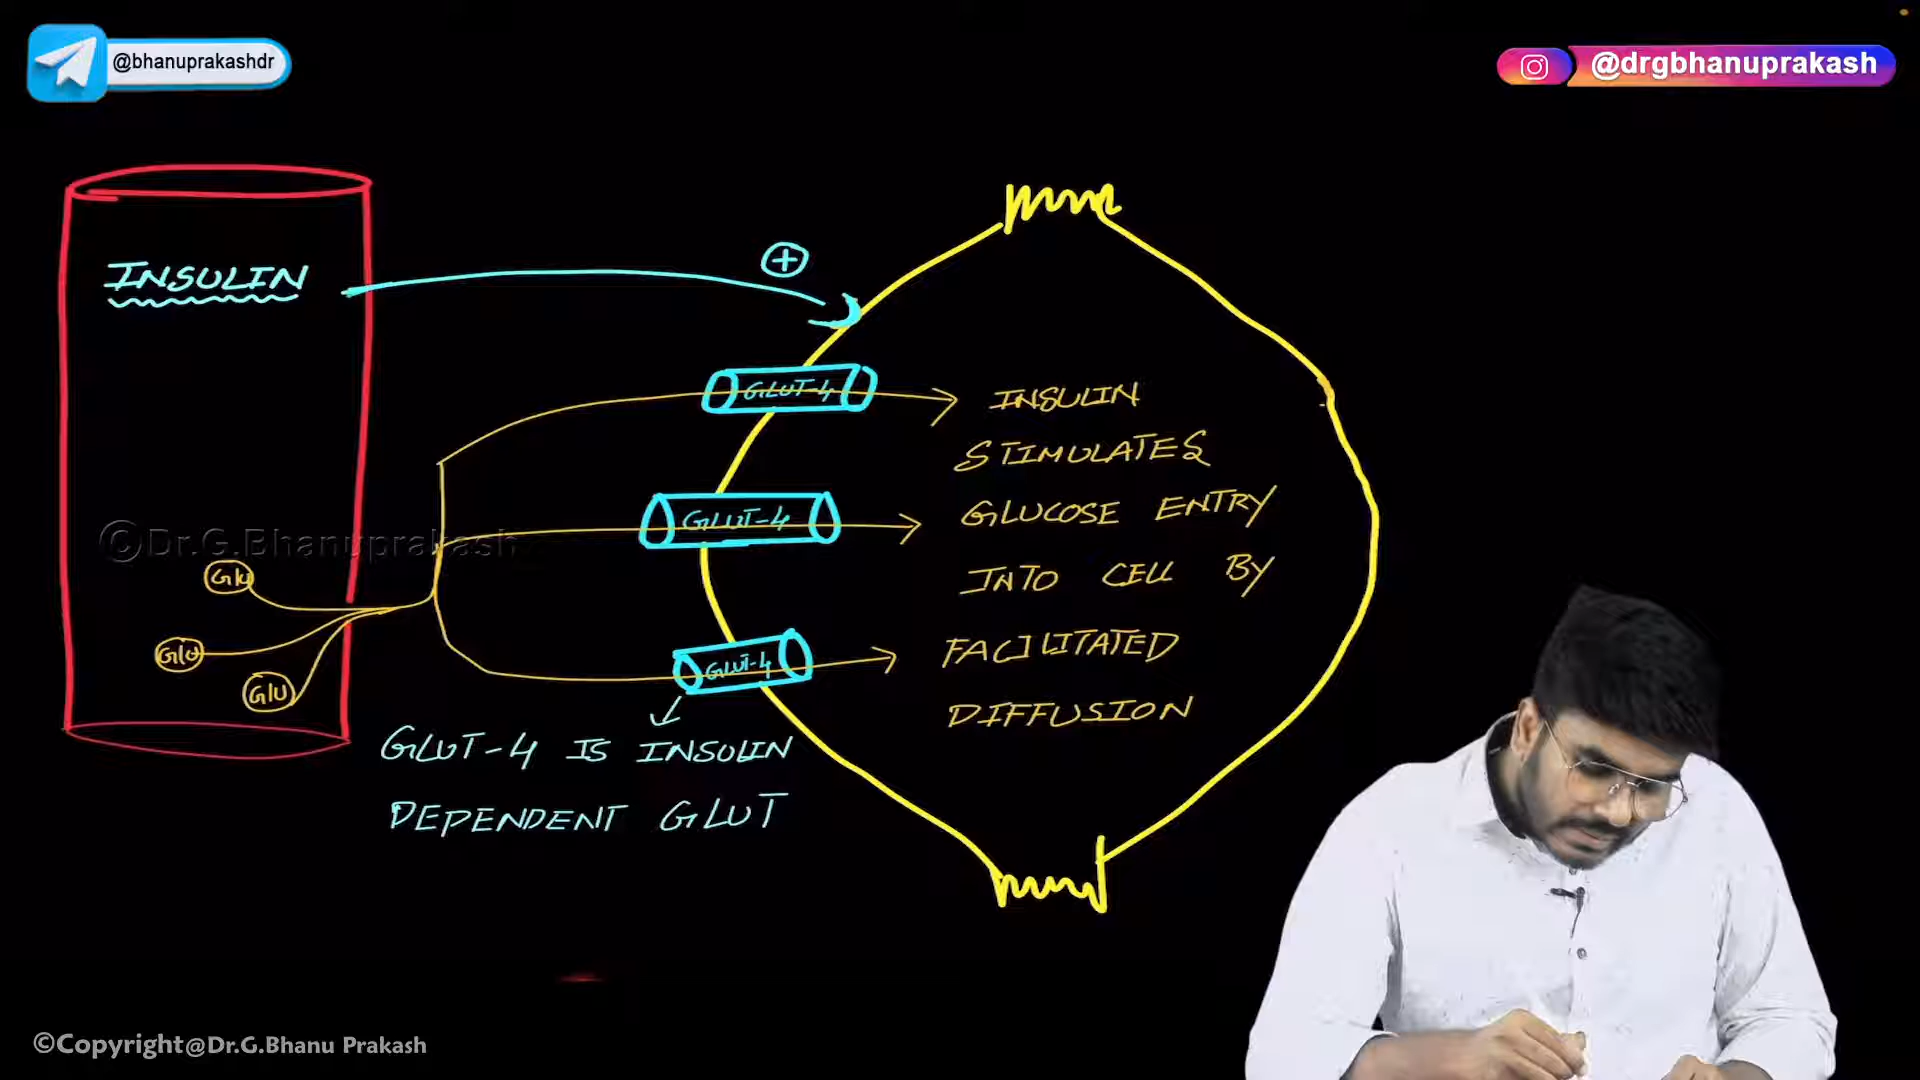 @bhanuprakashdr
@drgbhanuprakash
INSULIN
+
GLUT-4
INSULIN
STIMULATES
GLUCOSE ENTRY
INTO CELL BY
FACILITATED
DIFFUSION
GLUT-4
GLUT-4
©Dr.G.Bhanuprakash
Glu
Glu
Glu
GLUT-4 IS INSULIN
DEPENDENT GLUT
©Copyright@Dr.G.Bhanu Prakash